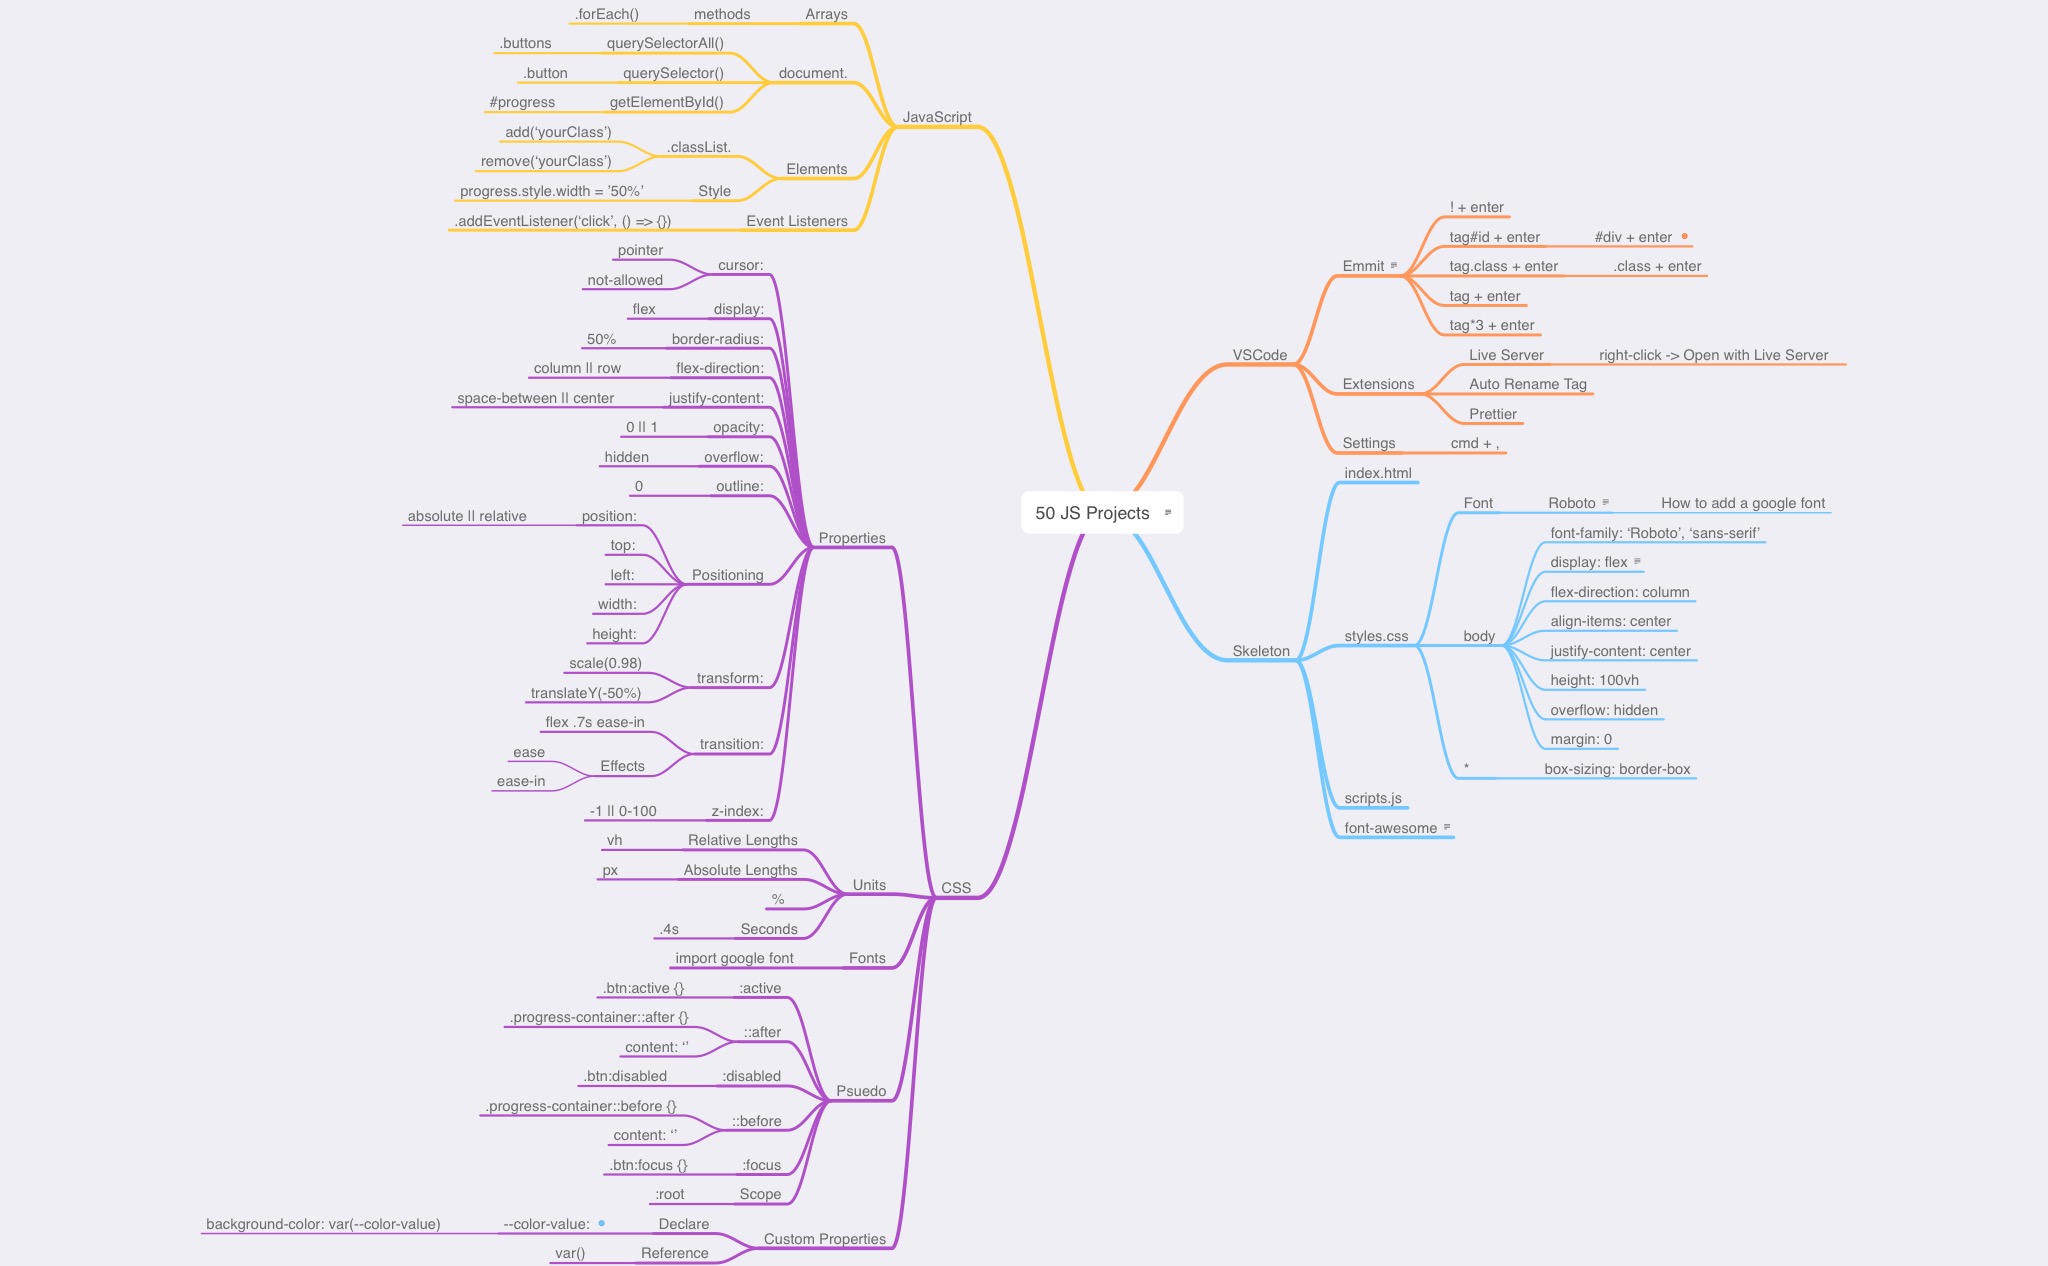 50 JS Projects
JavaScript
Arrays
methods
.forEach()
document.
querySelectorAll()
.buttons
querySelector()
.button
getElementById()
#progress
Elements
.classList.
add(‘yourClass’)
remove(‘yourClass’)
Style
progress.style.width = ’50%’
Event Listeners
.addEventListener(‘click’, () => {})
CSS
Properties
cursor:
pointer
not-allowed
display:
flex
border-radius:
50%
flex-direction:
column || row
justify-content:
space-between || center
opacity:
0 || 1
overflow:
hidden
outline:
0
Positioning
position:
absolute || relative
top:
left:
width:
height:
transform:
scale(0.98)
translateY(-50%)
transition:
flex .7s ease-in
Effects
ease
ease-in
z-index:
-1 || 0-100
Units
Relative Lengths
vh
Absolute Lengths
px
%
Seconds
.4s
Fonts
import google font
Psuedo
:active
.btn:active {}
::after
.progress-container::after {}
content: ‘’
:disabled
.btn:disabled
::before
.progress-container::before {}
content: ‘’
:focus
.btn:focus {}
Scope
:root
Custom Properties
Declare
--color-value:
background-color: var(--color-value)
Reference
var()
VSCode
Emmit
! + enter
tag#id + enter
#div + enter
tag.class + enter
.class + enter
tag + enter
tag*3 + enter
Extensions
Live Server
right-click -> Open with Live Server
Auto Rename Tag
Prettier
Settings
cmd + ,
Skeleton
index.html
styles.css
Font
Roboto
How to add a google font
body
font-family: ‘Roboto’, ‘sans-serif’
display: flex
flex-direction: column
align-items: center
justify-content: center
height: 100vh
overflow: hidden
margin: 0
*
box-sizing: border-box
scripts.js
font-awesome